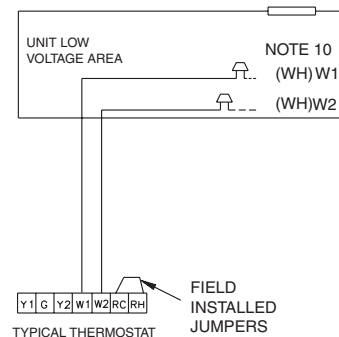 UNIT LOW
VOLTAGE AREA
NOTE 10
(WH) W1
(WH)W2
Y1 G Y2 W1 W2 RC RH
FIELD
INSTALLED
JUMPERS
TYPICAL THERMOSTAT